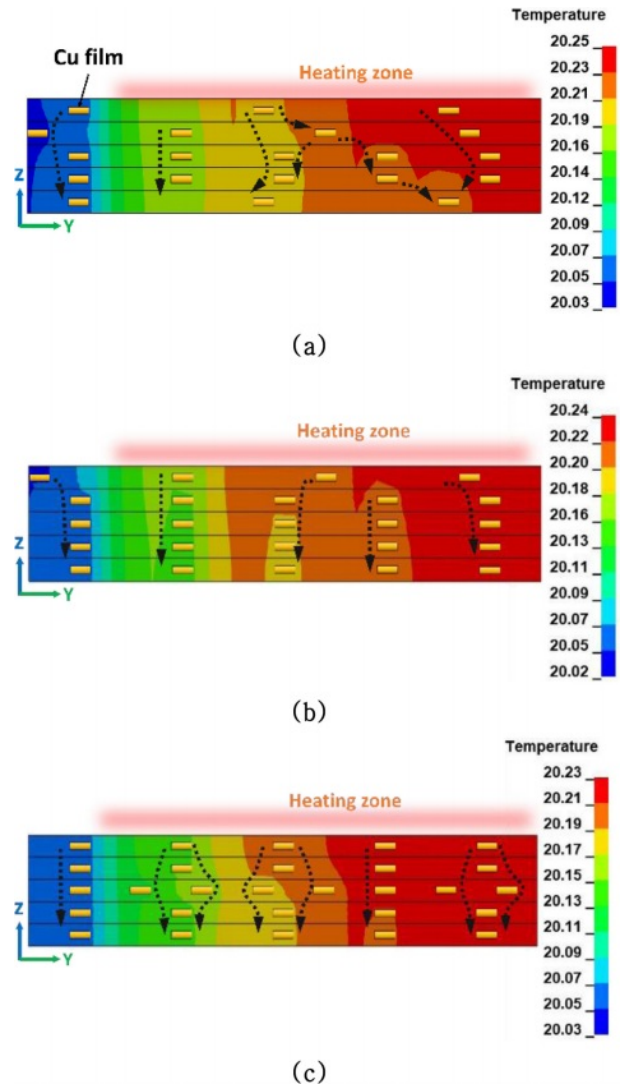 Temperature
20.25
20.23
20.21
20.19
20.16
20.14
20.12
20.09
20.07
20.05
20.03
Cu film
Heating zone
Z
Y
(a)
Temperature
20.24
20.22
20.20
20.18
20.16
20.13
20.11
20.09
20.07
20.05
20.02
Heating zone
Z
Y
(b)
Temperature
20.23
20.21
20.19
20.17
20.15
20.13
20.11
20.09
20.07
20.05
20.03
Heating zone
Z
Y
(c)